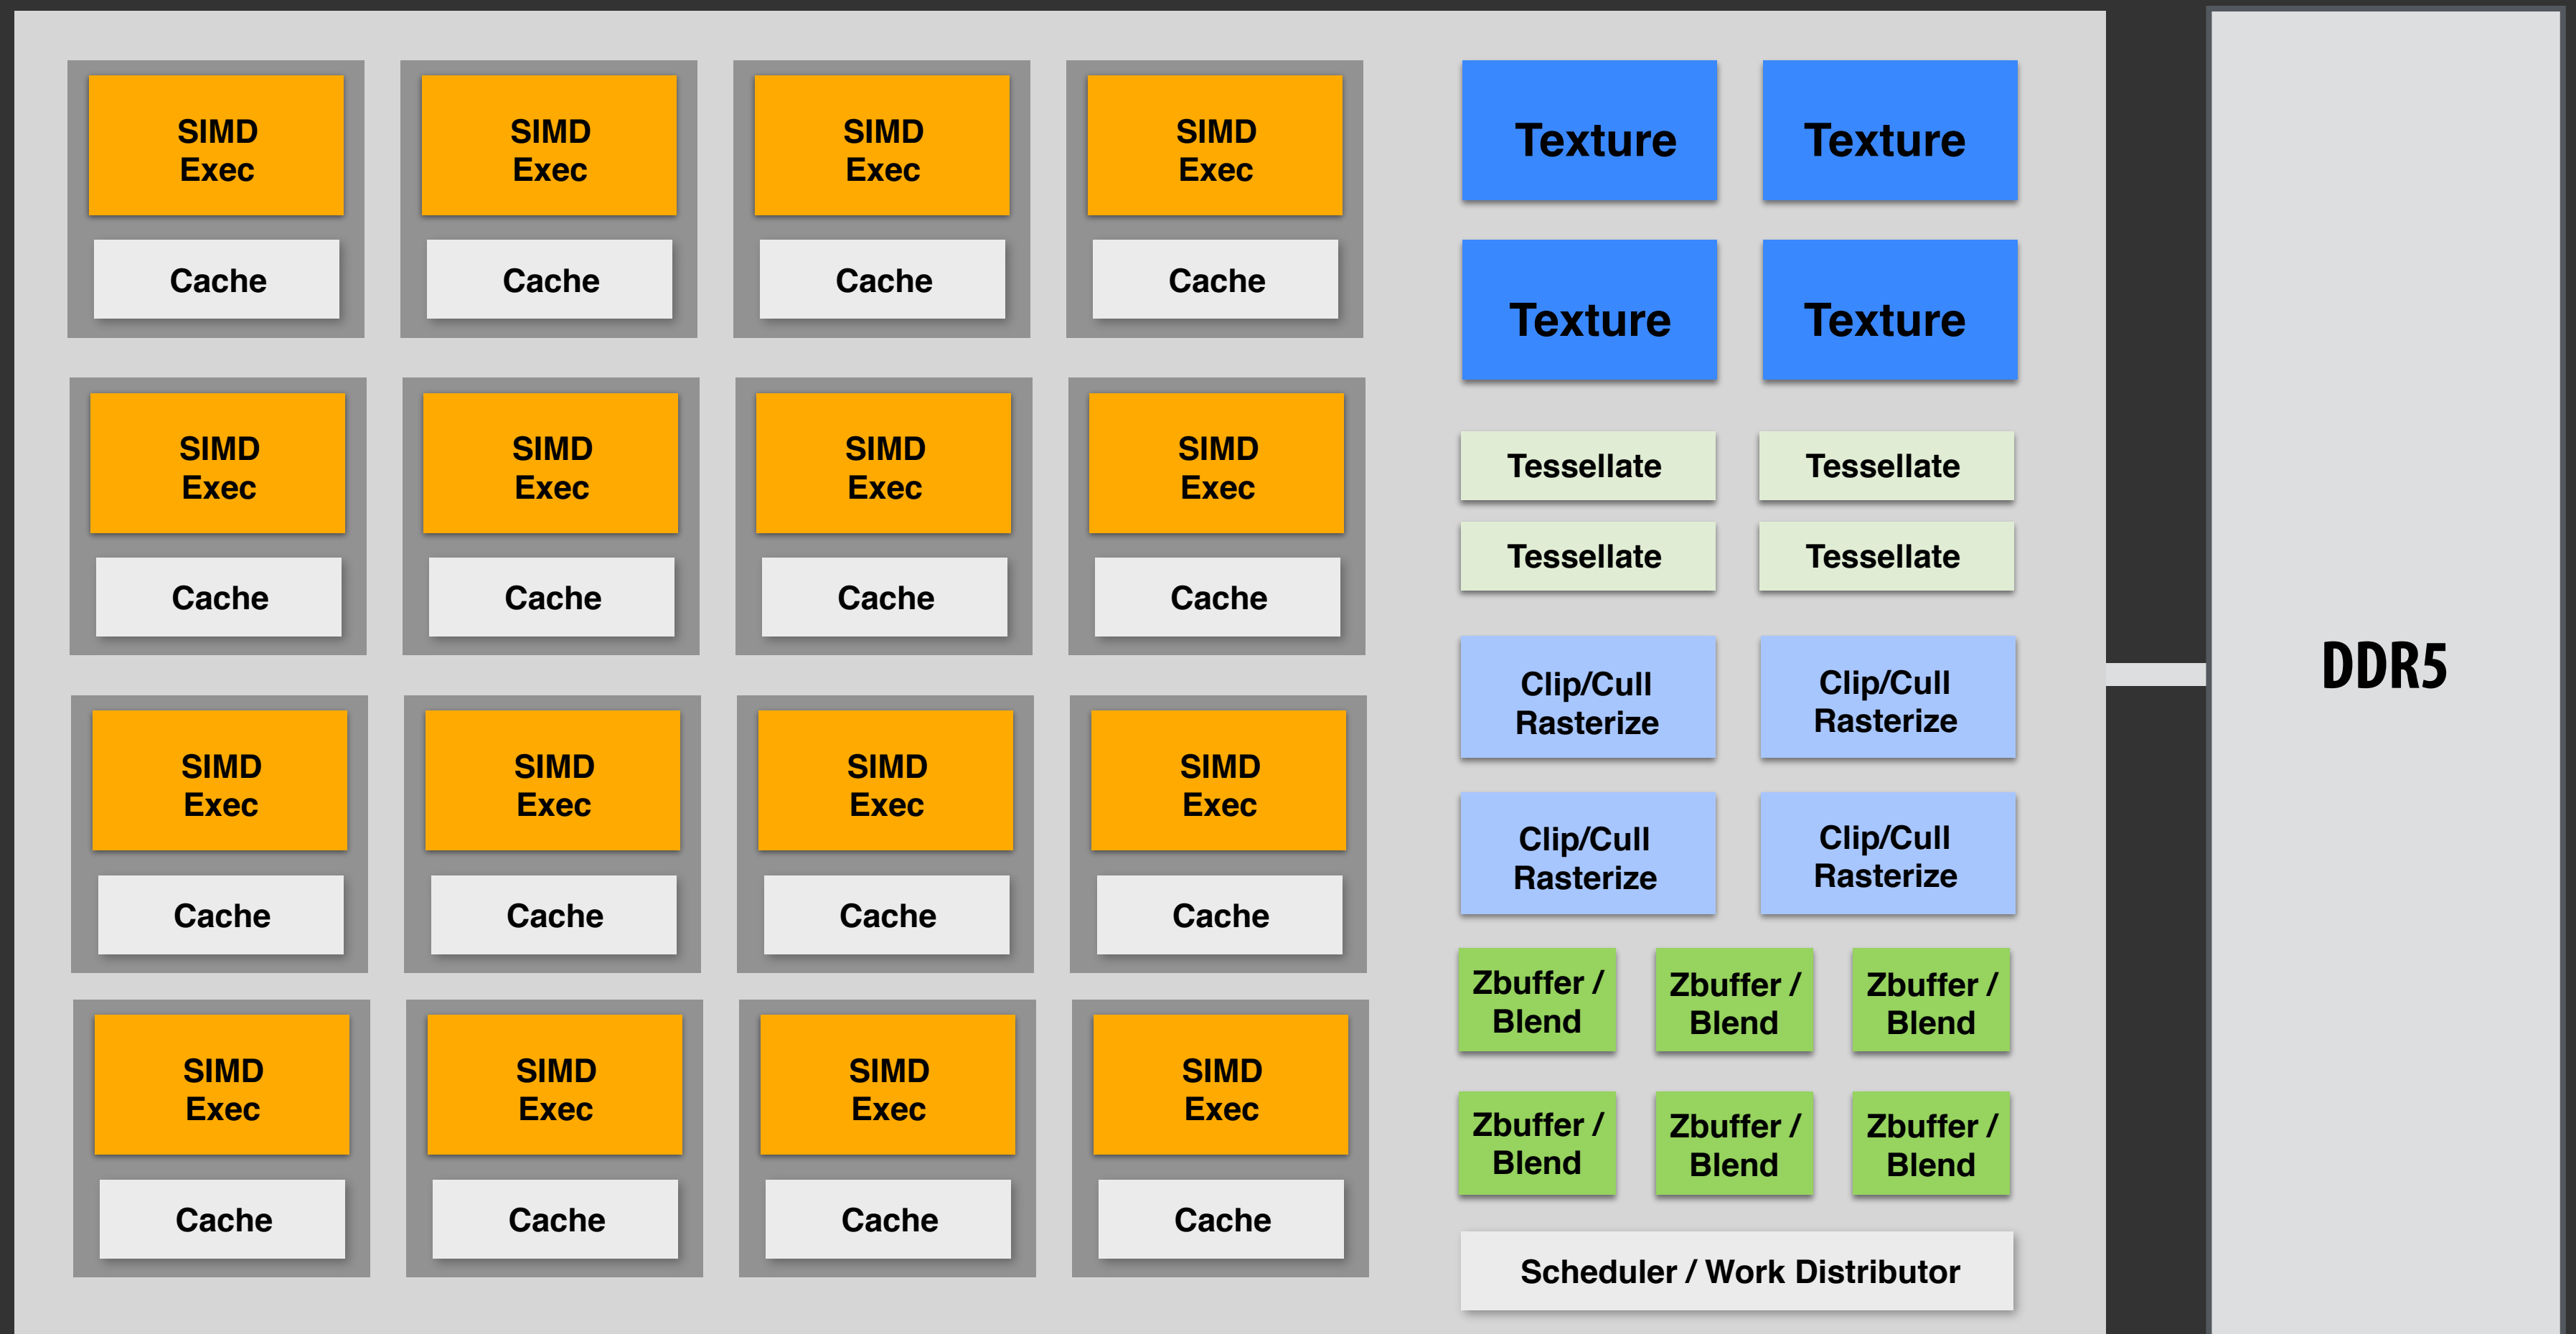 SIMD
Exec
SIMD
Exec
SIMD
Exec
SIMD
Exec
Cache
Cache
Cache
Cache
SIMD
Exec
SIMD
Exec
SIMD
Exec
SIMD
Exec
Cache
Cache
Cache
Cache
SIMD
Exec
SIMD
Exec
SIMD
Exec
SIMD
Exec
Cache
Cache
Cache
Cache
SIMD
Exec
SIMD
Exec
SIMD
Exec
SIMD
Exec
Cache
Cache
Cache
Cache
Texture
Texture
Texture
Texture
Tessellate
Tessellate
Tessellate
Tessellate
Clip/Cull
Rasterize
Clip/Cull
Rasterize
Clip/Cull
Rasterize
Clip/Cull
Rasterize
Zbuffer /
Blend
Zbuffer /
Blend
Zbuffer /
Blend
Zbuffer /
Blend
Zbuffer /
Blend
Zbuffer /
Blend
Scheduler / Work Distributor
DDR5